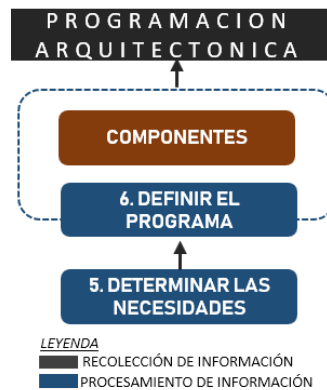 PROGRAMACION
ARQUITECTONICA
COMPONENTES
6. DEFINIR EL
PROGRAMA
5. DETERMINAR LAS
NECESIDADES
LEYENDA
RECOLECCIÓN DE INFORMACIÓN
PROCESAMIENTO DE INFORMACIÓN